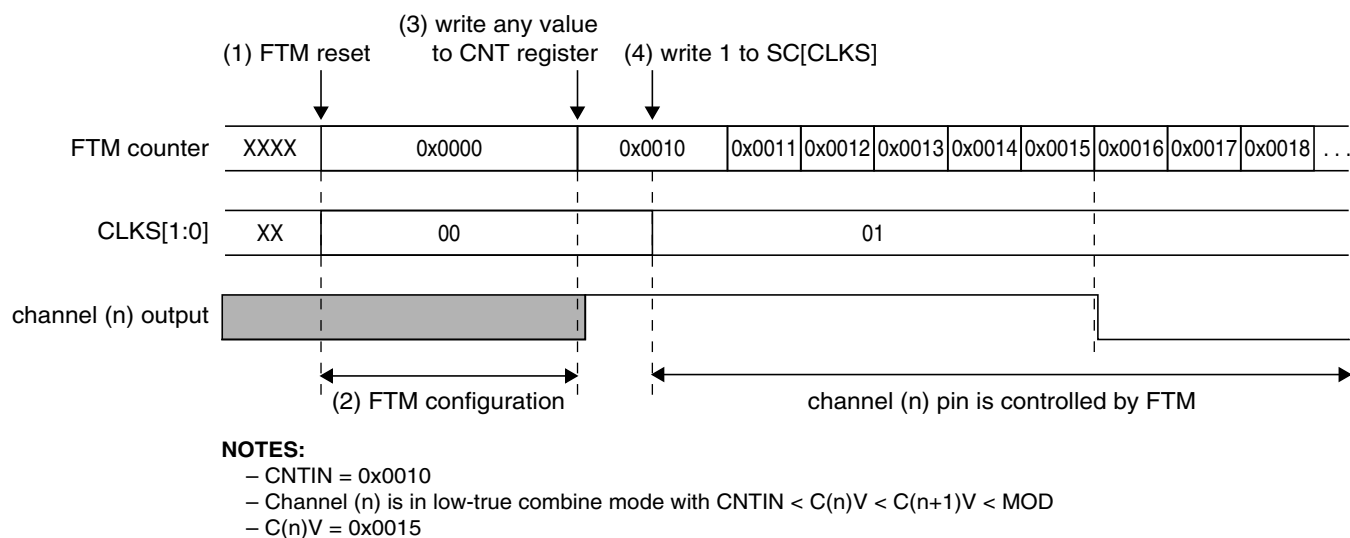 (3) write any value
(1) FTM reset to CNT register (4) write 1 to SC[CLKS]
FTM counter XXXX 0x0000 0x0010 0x0011 0x0012 0x0013 0x0014 0x0015 0x0016 0x0017 0x0018 . . .
CLKS[1:0] XX 00 01
channel (n) output
(2) FTM configuration channel (n) pin is controlled by FTM
NOTES:
– CNTIN = 0x0010
– Channel (n) is in low-true combine mode with CNTIN < C(n)V < C(n+1)V < MOD
– C(n)V = 0x0015